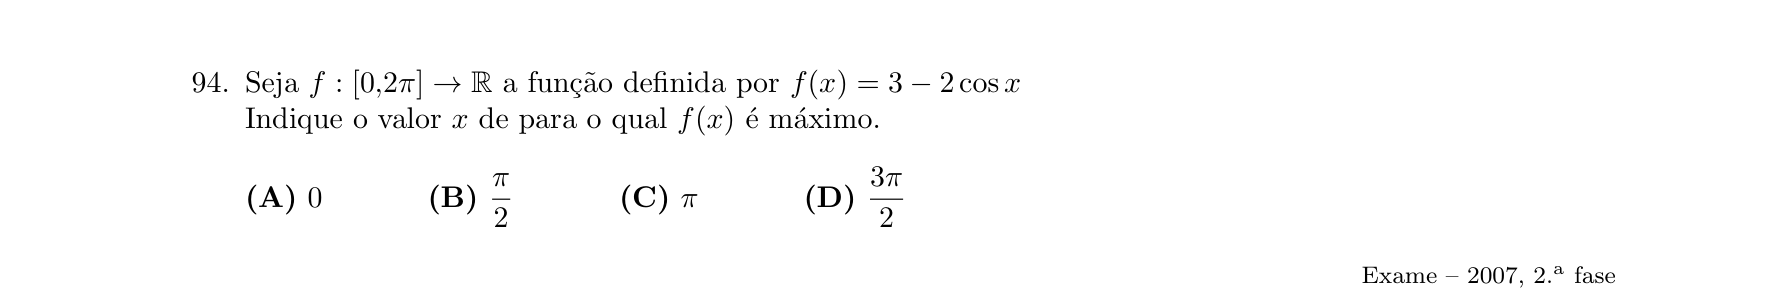 94. Seja f : [0,2π] → ℝ a função definida por f(x) = 3 − 2 cos x
Indique o valor x de para o qual f(x) é máximo.
(A) 0 (B) π/2 (C) π (D) 3π/2
Exame – 2007, 2.ª fase